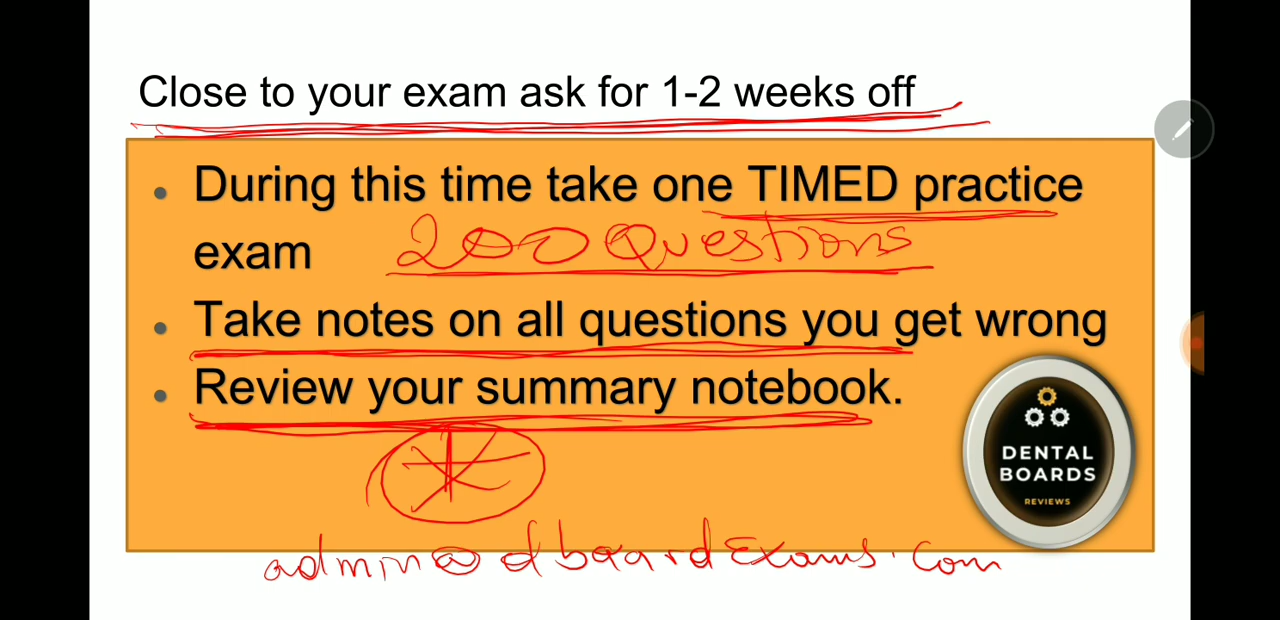 Close to your exam ask for 1-2 weeks off
During this time take one TIMED practice
exam 200 Questions
Take notes on all questions you get wrong
Review your summary notebook.
DENTAL
BOARDS
REVIEWS
admin@dboardExams.com